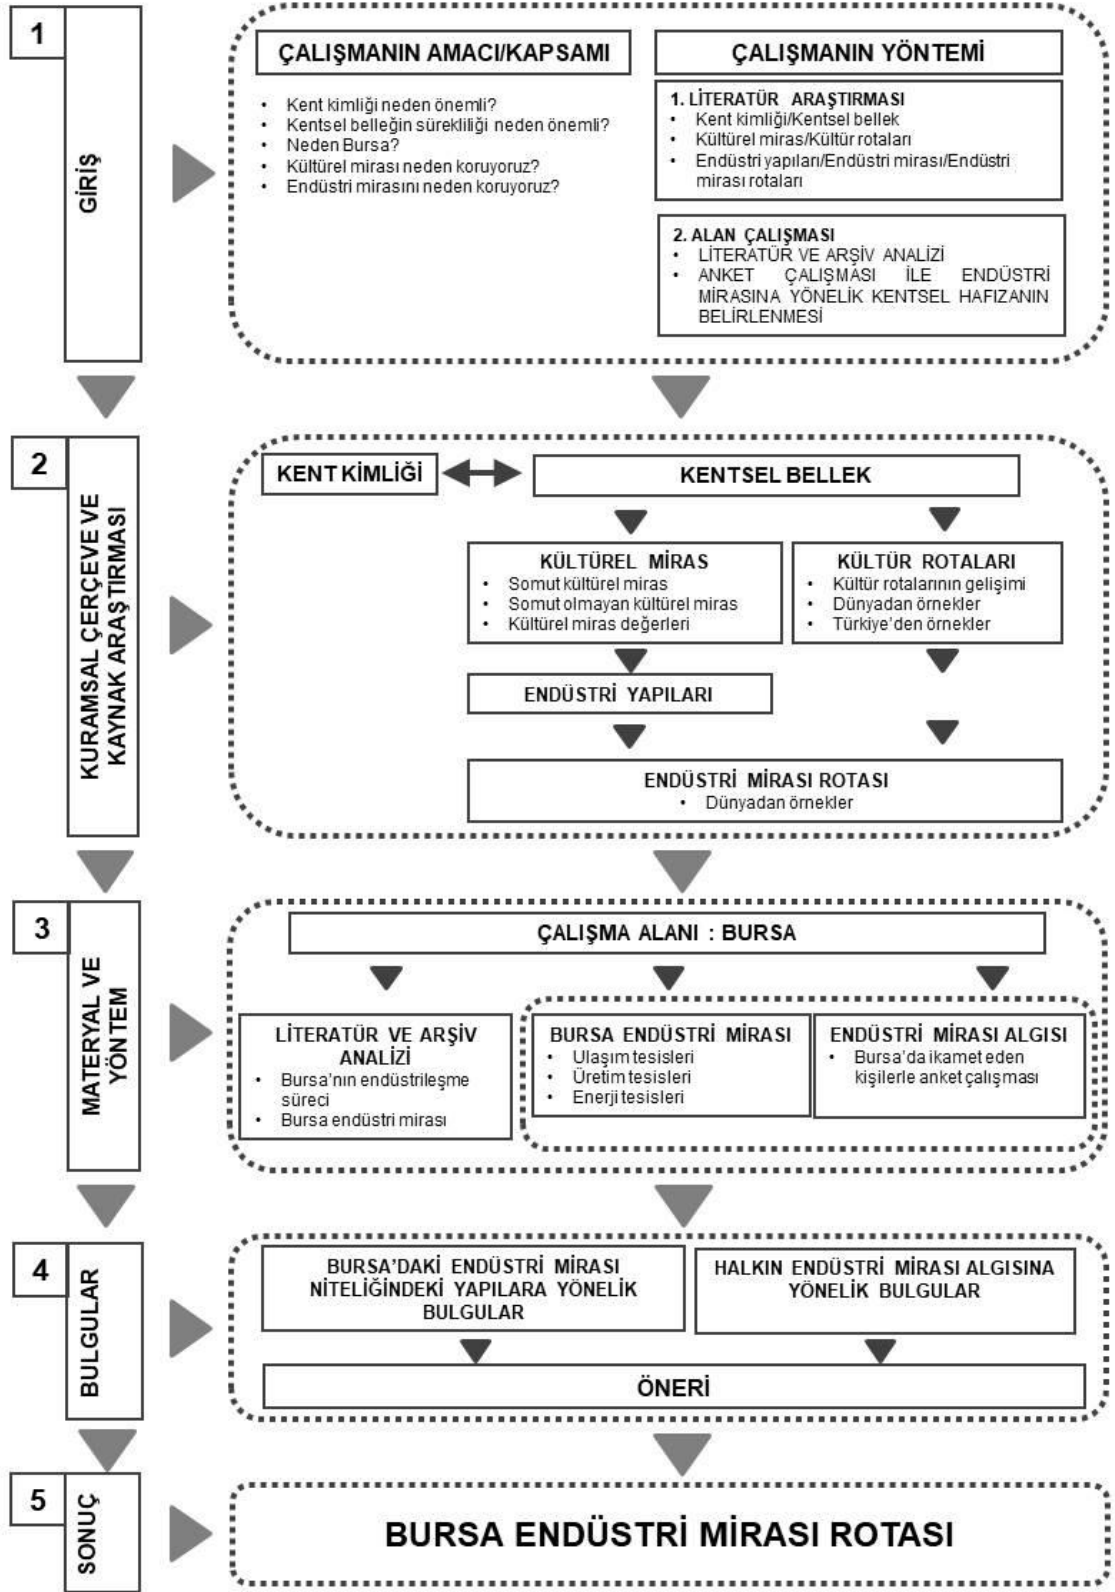 1
GİRİŞ
ÇALIŞMANIN AMACI/KAPSAMI
• Kent kimliği neden önemli?
• Kentsel belleğin sürekliliği neden önemli?
• Neden Bursa?
• Kültürel mirası neden koruyoruz?
• Endüstri mirasını neden koruyoruz?
ÇALIŞMANIN YÖNTEMİ
1. LİTERATÜR ARAŞTIRMASI
• Kent kimliği/Kentsel bellek
• Kültürel miras/Kültür rotaları
• Endüstri yapıları/Endüstri mirası/Endüstri
mirası rotaları
2. ALAN ÇALIŞMASI
• LİTERATÜR VE ARŞİV ANALİZİ
• ANKET ÇALIŞMASI İLE ENDÜSTRİ
MİRASINA YÖNELİK KENTSEL HAFIZANIN
BELİRLENMESİ
2
KURAMSAL ÇERÇEVE VE
KAYNAK ARAŞTIRMASI
KENT KİMLİĞİ
KENTSEL BELLEK
KÜLTÜREL MİRAS
• Somut kültürel miras
• Somut olmayan kültürel miras
• Kültürel miras değerleri
KÜLTÜR ROTALARI
• Kültür rotalarının gelişimi
• Dünyadan örnekler
• Türkiye’den örnekler
ENDÜSTRİ YAPILARI
ENDÜSTRİ MİRASI ROTASI
• Dünyadan örnekler
3
MATERYAL VE
YÖNTEM
ÇALIŞMA ALANI : BURSA
LİTERATÜR VE ARŞİV
ANALİZİ
• Bursa’nın endüstrileşme
süreci
• Bursa endüstri mirası
BURSA ENDÜSTRİ MİRASI
• Ulaşım tesisleri
• Üretim tesisleri
• Enerji tesisleri
ENDÜSTRİ MİRASI ALGISI
• Bursa’da ikamet eden
kişilerle anket çalışması
4
BULGULAR
BURSA’DAKİ ENDÜSTRİ MİRASI
NİTELİĞİNDEKİ YAPILARA YÖNELİK
BULGULAR
HALKIN ENDÜSTRİ MİRASI ALGISINA
YÖNELİK BULGULAR
ÖNERİ
5
SONUÇ
BURSA ENDÜSTRİ MİRASI ROTASI